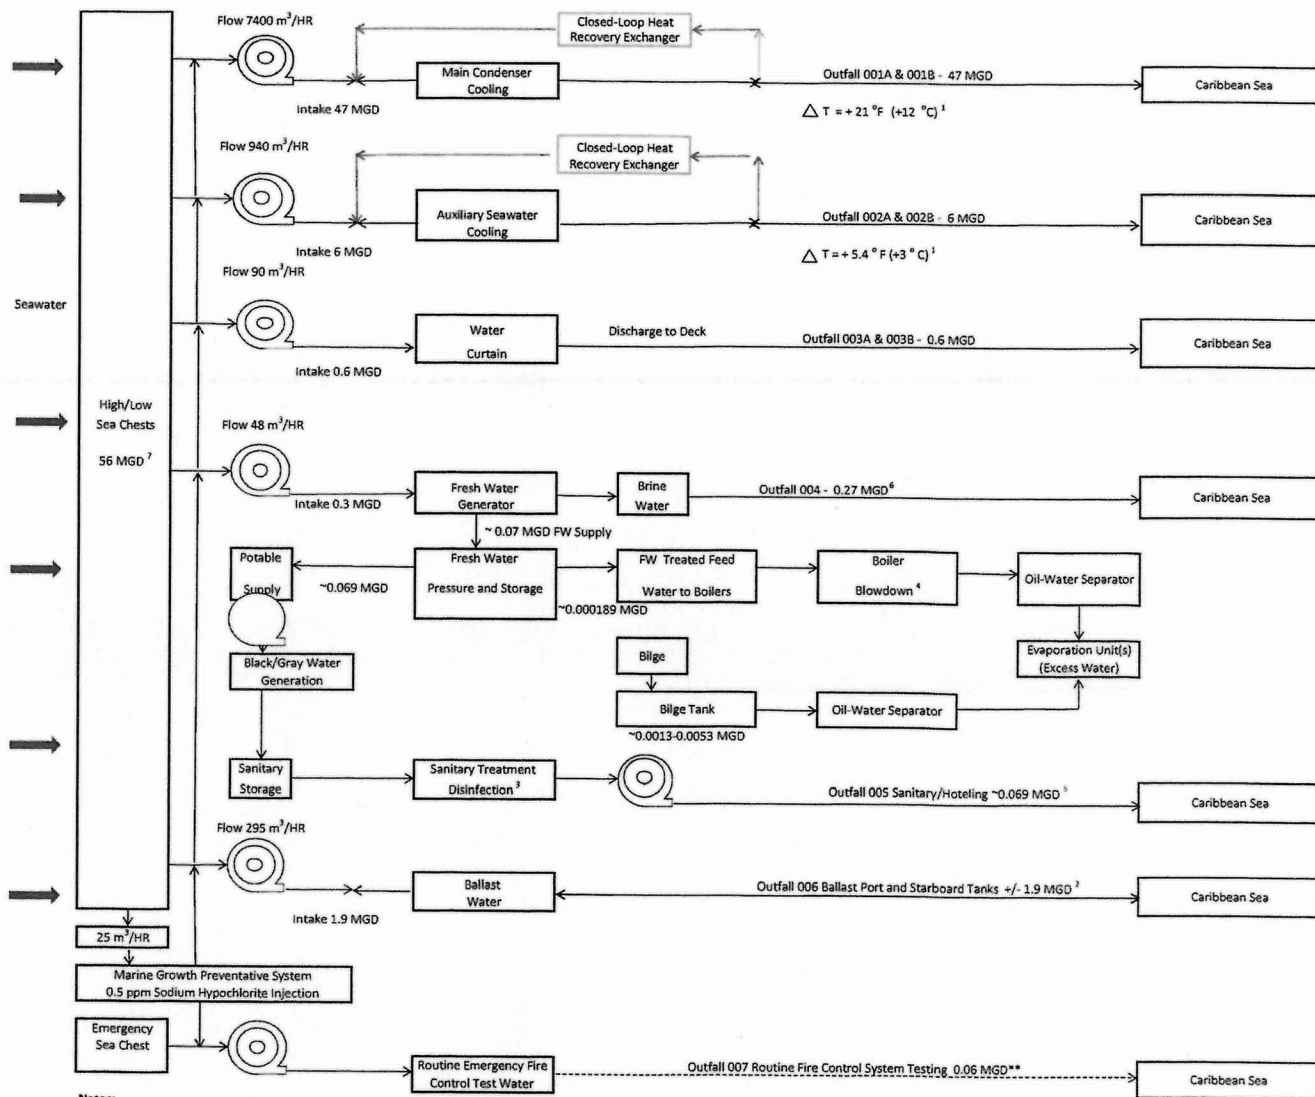 Flow 7400 m³/HR
Closed-Loop Heat
Recovery Exchanger
Main Condenser
Cooling
Outfall 001A & 001B - 47 MGD
Caribbean Sea
Intake 47 MGD
△ T = + 21 °F (+12 °C) ¹
Flow 940 m³/HR
Closed-Loop Heat
Recovery Exchanger
Auxiliary Seawater
Cooling
Outfall 002A & 002B - 6 MGD
Caribbean Sea
Intake 6 MGD
△ T = + 5.4 ° F (+3 ° C) ¹
Flow 90 m³/HR
Seawater
Water
Curtain
Discharge to Deck
Outfall 003A & 003B - 0.6 MGD
Caribbean Sea
Intake 0.6 MGD
High/Low
Sea Chests
56 MGD ⁷
Flow 48 m³/HR
Intake 0.3 MGD
Fresh Water
Generator
Brine
Water
Outfall 004 - 0.27 MGD⁶
Caribbean Sea
~ 0.07 MGD FW Supply
Potable
Supply
~0.069 MGD
Fresh Water
Pressure and Storage
~0.000189 MGD
FW Treated Feed
Water to Boilers
Boiler
Blowdown ⁴
Oil-Water Separator
Black/Gray Water
Generation
Bilge
Evaporation Unit(s)
(Excess Water)
Bilge Tank
Oil-Water Separator
~0.0013-0.0053 MGD
Sanitary
Storage
Sanitary Treatment
Disinfection ³
Outfall 005 Sanitary/Hoteling ~0.069 MGD ⁵
Caribbean Sea
Flow 295 m³/HR
Intake 1.9 MGD
Ballast
Water
Outfall 006 Ballast Port and Starboard Tanks +/- 1.9 MGD ²
Caribbean Sea
25 m³/HR
Marine Growth Preventative System
0.5 ppm Sodium Hypochlorite Injection
Emergency
Sea Chest
Routine Emergency Fire
Control Test Water
Outfall 007 Routine Fire Control System Testing 0.06 MGD**
Caribbean Sea
Notes: